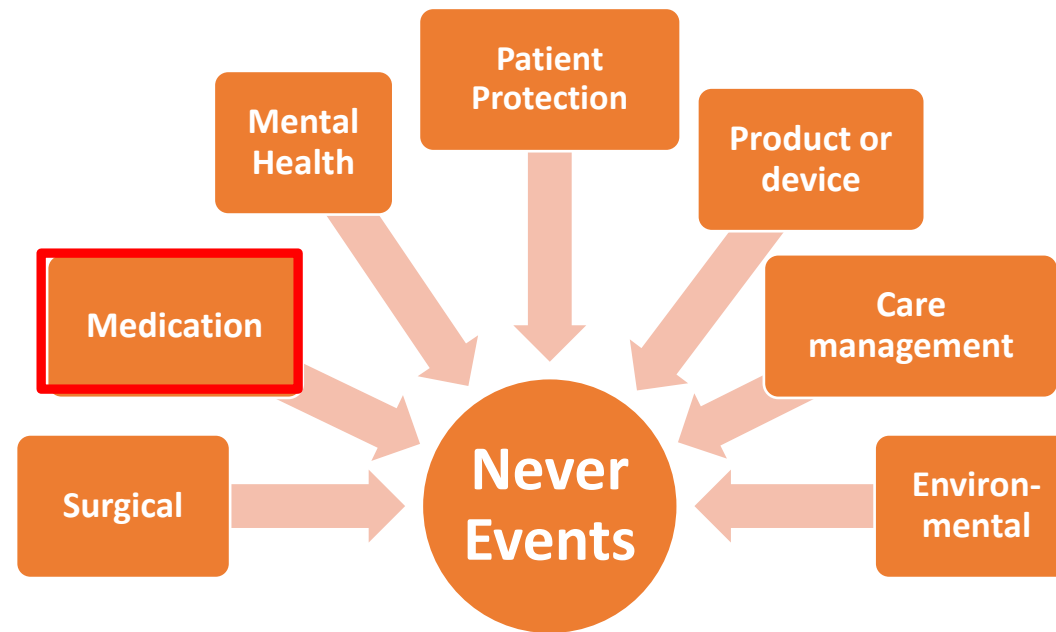 Patient
Protection
Mental
Health
Product or
device
Medication
Care
management
Surgical
Never
Events
Environ-
mental